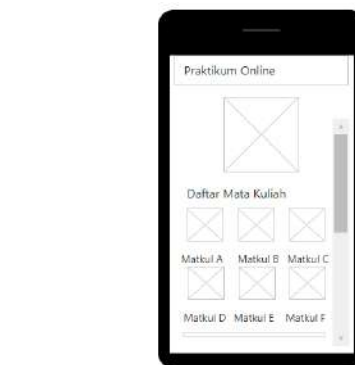 Praktikum Online
Daftar Mata Kuliah
Matkul A Matkul B Matkul C
Matkul D Matkul E Matkul F